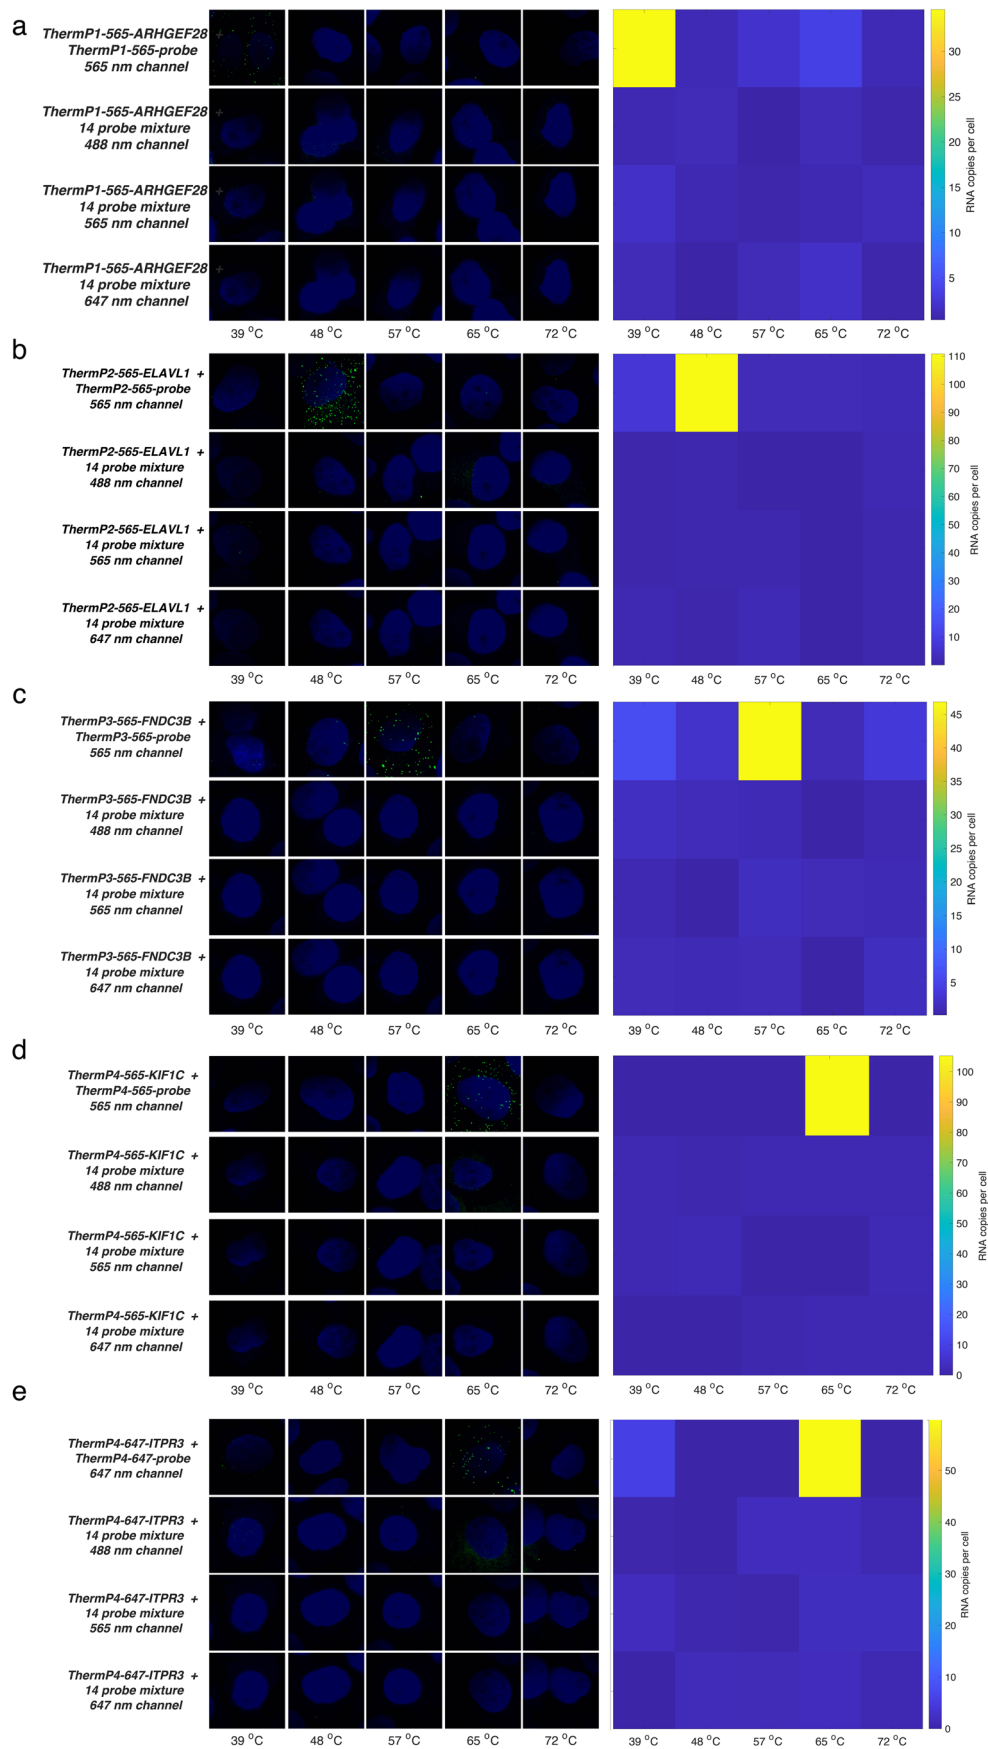 a
ThermP1-565-ARHGEF28 +
ThermP1-565-probe
565 nm channel
ThermP1-565-ARHGEF28 +
14 probe mixture
488 nm channel
ThermP1-565-ARHGEF28 +
14 probe mixture
565 nm channel
ThermP1-565-ARHGEF28 +
14 probe mixture
647 nm channel
39 °C 48 °C 57 °C 65 °C 72 °C
39 °C 48 °C 57 °C 65 °C 72 °C
30
25
20
15
10
5
RNA copies per cell
b
ThermP2-565-ELAVL1 +
ThermP2-565-probe
565 nm channel
ThermP2-565-ELAVL1 +
14 probe mixture
488 nm channel
ThermP2-565-ELAVL1 +
14 probe mixture
565 nm channel
ThermP2-565-ELAVL1 +
14 probe mixture
647 nm channel
39 °C 48 °C 57 °C 65 °C 72 °C
39 °C 48 °C 57 °C 65 °C 72 °C
110
100
90
80
70
60
50
40
30
20
10
RNA copies per cell
c
ThermP3-565-FNDC3B +
ThermP3-565-probe
565 nm channel
ThermP3-565-FNDC3B +
14 probe mixture
488 nm channel
ThermP3-565-FNDC3B +
14 probe mixture
565 nm channel
ThermP3-565-FNDC3B +
14 probe mixture
647 nm channel
39 °C 48 °C 57 °C 65 °C 72 °C
39 °C 48 °C 57 °C 65 °C 72 °C
45
40
35
30
25
20
15
10
5
RNA copies per cell
d
ThermP4-565-KIF1C +
ThermP4-565-probe
565 nm channel
ThermP4-565-KIF1C +
14 probe mixture
488 nm channel
ThermP4-565-KIF1C +
14 probe mixture
565 nm channel
ThermP4-565-KIF1C +
14 probe mixture
647 nm channel
39 °C 48 °C 57 °C 65 °C 72 °C
39 °C 48 °C 57 °C 65 °C 72 °C
100
90
80
70
60
50
40
30
20
10
0
RNA copies per cell
e
ThermP4-647-ITPR3 +
ThermP4-647-probe
647 nm channel
ThermP4-647-ITPR3 +
14 probe mixture
488 nm channel
ThermP4-647-ITPR3 +
14 probe mixture
565 nm channel
ThermP4-647-ITPR3 +
14 probe mixture
647 nm channel
39 °C 48 °C 57 °C 65 °C 72 °C
39 °C 48 °C 57 °C 65 °C 72 °C
50
40
30
20
10
0
RNA copies per cell